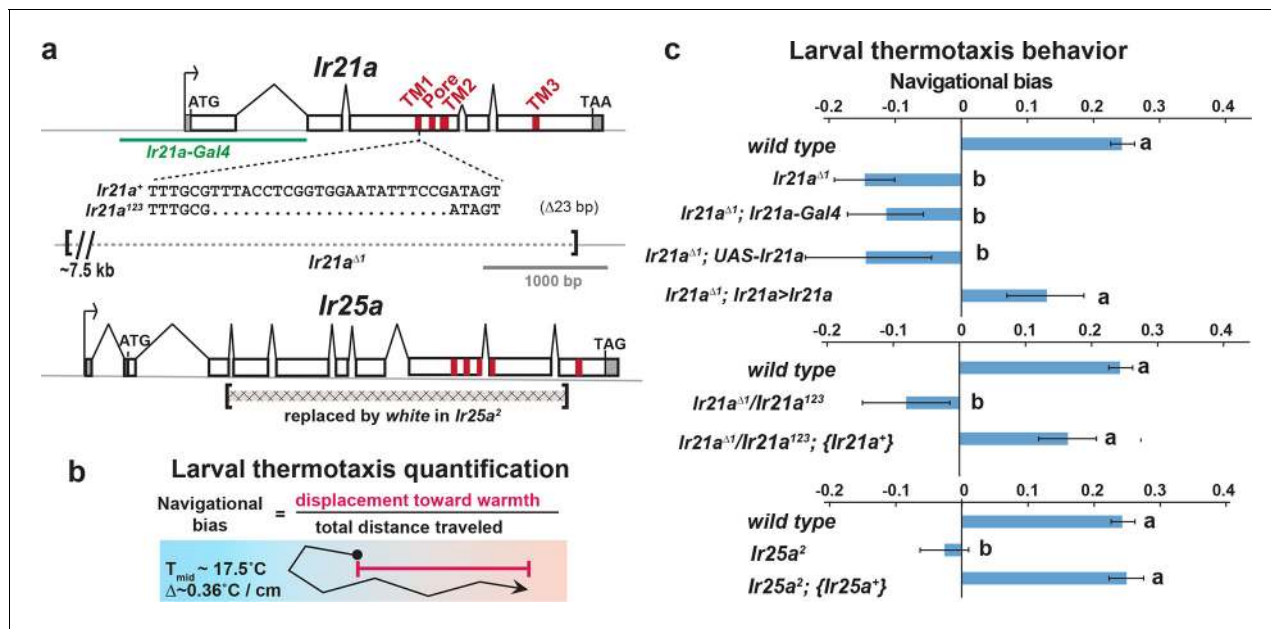 a
Ir21a
ATG
TM1
Pore
TM2
TM3
TAA
Ir21a-Gal4
Ir21a+ TTTGCGTTTACCTCGGTGGAATATTTCCGATAGT
Ir21a123 TTTGCG.......................ATAGT
(Δ23 bp)
~7.5 kb
Ir21aΔ1
1000 bp
Ir25a
ATG
TAG
replaced by white in Ir25a2
b Larval thermotaxis quantification
Navigational bias = displacement toward warmth
total distance traveled
Tmid ~ 17.5˚C
Δ~0.36˚C / cm
c Larval thermotaxis behavior
Navigational bias
-0.2 -0.1 0 0.1 0.2 0.3 0.4
wild type a
Ir21aΔ1 b
Ir21aΔ1; Ir21a-Gal4 b
Ir21aΔ1; UAS-Ir21a b
Ir21aΔ1; Ir21a>Ir21a a
-0.2 -0.1 0 0.1 0.2 0.3 0.4
wild type a
Ir21aΔ1/Ir21a123 b
Ir21aΔ1/Ir21a123; {Ir21a+} a
-0.2 -0.1 0 0.1 0.2 0.3 0.4
wild type a
Ir25a2 b
Ir25a2; {Ir25a+} a